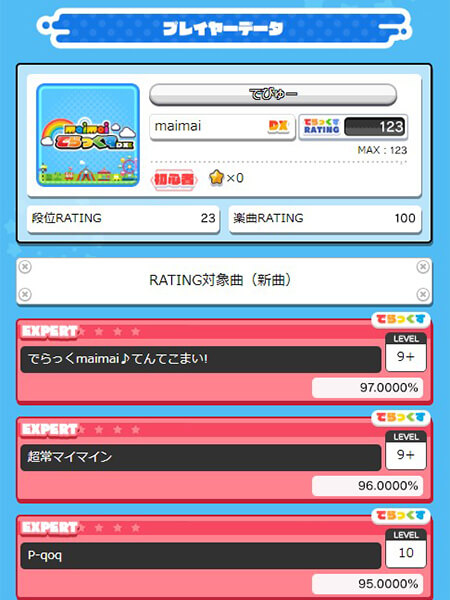 プレイヤーデータ
でびゅー
maimai でらっくす DX
maimai DX でらっくす RATING 123
MAX : 123
初心者 ×0
段位RATING 23 楽曲RATING 100
RATING対象曲（新曲）
でらっくす
EXPERT LEVEL
でらっくmaimai♪てんてこまい! 9+
97.0000%
でらっくす
EXPERT LEVEL
超常マイマイン 9+
96.0000%
でらっくす
EXPERT LEVEL
P-qoq 10
95.0000%